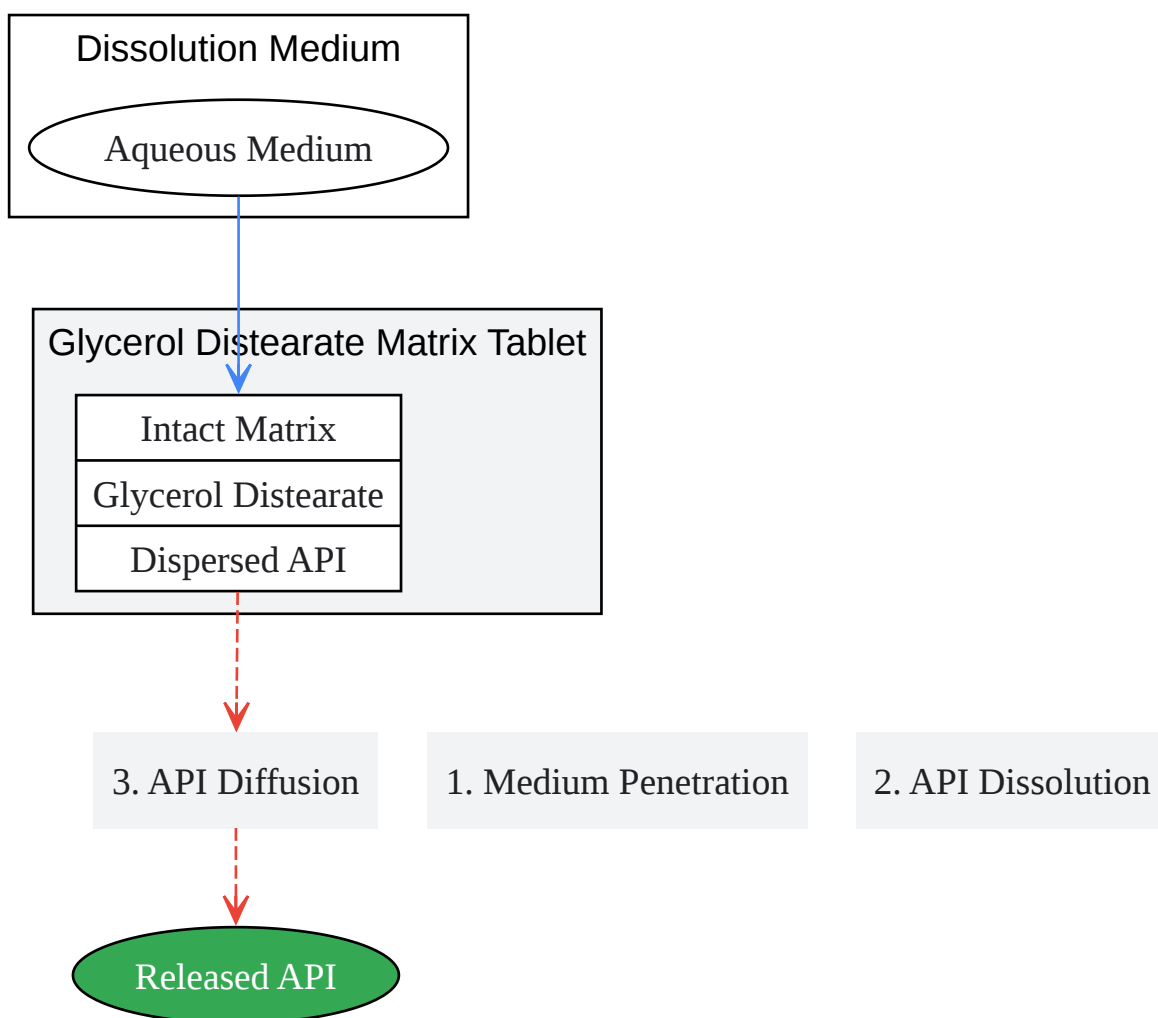 Dissolution Medium
Aqueous Medium
Glycerol Distearate Matrix Tablet
Intact Matrix
Glycerol Distearate
Dispersed API
3. API Diffusion
1. Medium Penetration
2. API Dissolution
Released API